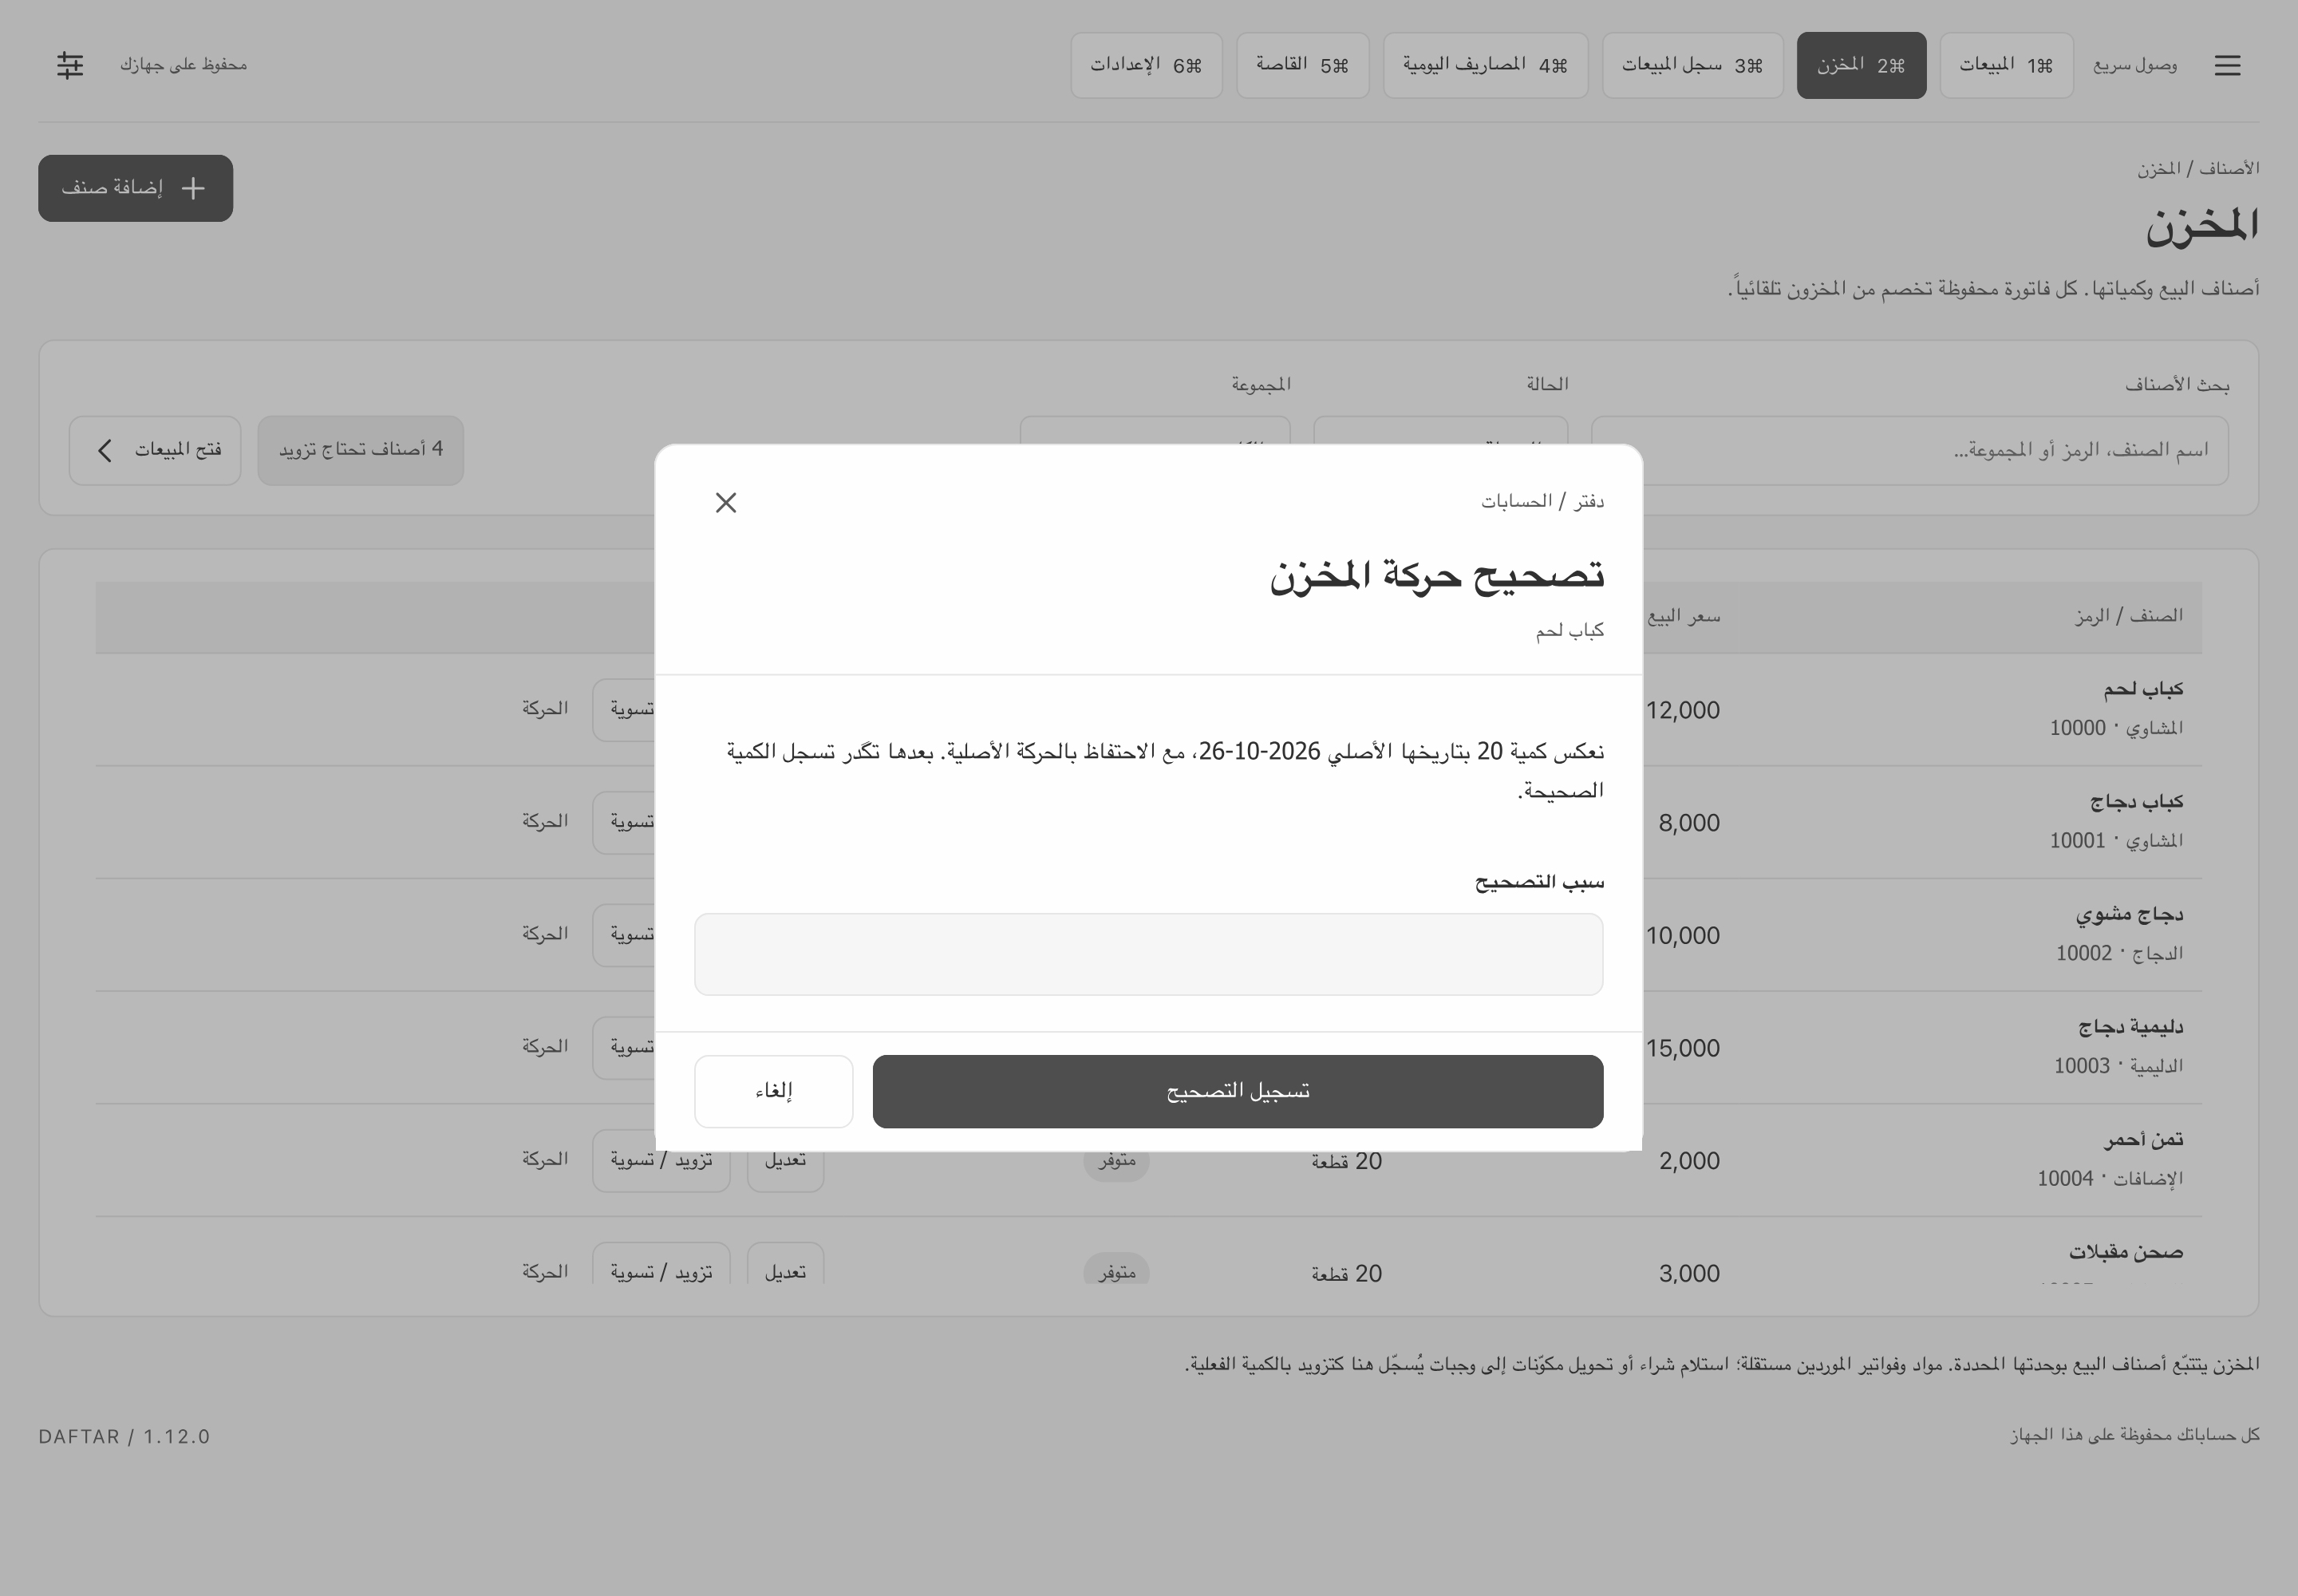 وصول سريع
⌘1 المبيعات
⌘2 المخزن
⌘3 سجل المبيعات
⌘4 المصاريف اليومية
⌘5 القاصة
⌘6 الإعدادات
محفوظ على جهازك
الأصناف / المخزن
المخزن
إضافة صنف
أصناف البيع وكمياتها. كل فاتورة محفوظة تخصم من المخزون تلقائياً.
بحث الأصناف
الحالة
المجموعة
اسم الصنف، الرمز أو المجموعة...
4 أصناف تحتاج تزويد
فتح المبيعات
دفتر / الحسابات
تصحيح حركة المخزن
كباب لحم
نعكس كمية 20 بتاريخها الأصلي 2026-10-26، مع الاحتفاظ بالحركة الأصلية. بعدها تگدر تسجل الكمية
الصحيحة.
سبب التصحيح
تسجيل التصحيح
إلغاء
الصنف / الرمز
سعر البيع
كباب لحم
المشاوي · 10000
12,000
تسوية
الحركة
كباب دجاج
المشاوي · 10001
8,000
تسوية
الحركة
دجاج مشوي
الدجاج · 10002
10,000
تسوية
الحركة
دليمية دجاج
الدليمية · 10003
15,000
تسوية
الحركة
تمن أحمر
الإضافات · 10004
2,000
20 قطعة
متوفر
تعديل
تزويد / تسوية
الحركة
صحن مقبلات
3,000
20 قطعة
متوفر
تعديل
تزويد / تسوية
الحركة
المخزن يتتبّع أصناف البيع بوحدتها المحددة. مواد وفواتير الموردين مستقلة؛ استلام شراء أو تحويل مكوّنات إلى وجبات يُسجّل هنا كتزويد بالكمية الفعلية.
كل حساباتك محفوظة على هذا الجهاز
DAFTAR / 1.12.0